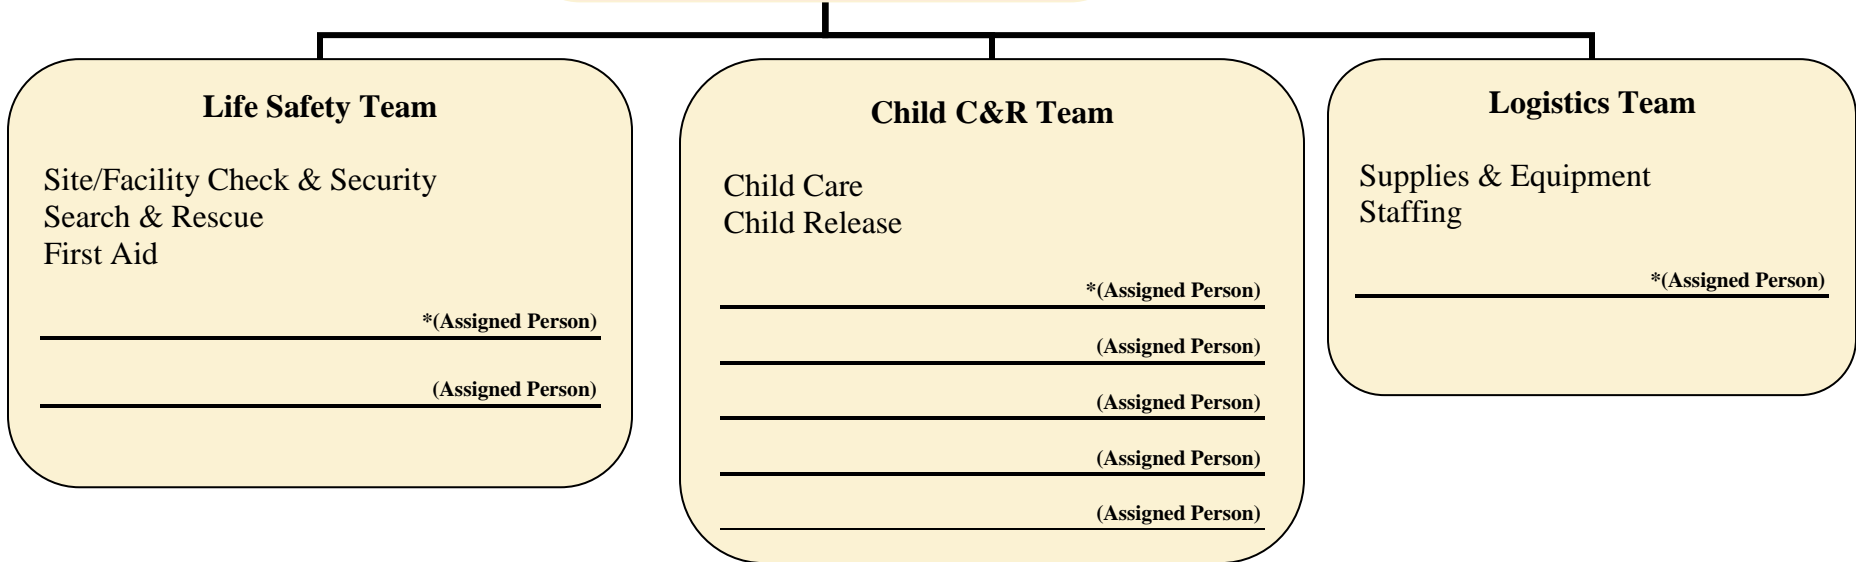 Life Safety Team
Site/Facility Check & Security
Search & Rescue
First Aid
*(Assigned Person)
(Assigned Person)
Child C&R Team
Child Care
Child Release
*(Assigned Person)
(Assigned Person)
(Assigned Person)
(Assigned Person)
(Assigned Person)
Logistics Team
Supplies & Equipment
Staffing
*(Assigned Person)